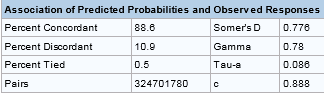 Association of Predicted Probabilities and Observed Responses
Percent Concordant 88.6 Somer's D 0.776
Percent Discordant 10.9 Gamma 0.78
Percent Tied 0.5 Tau-a 0.086
Pairs 324701780 c 0.888